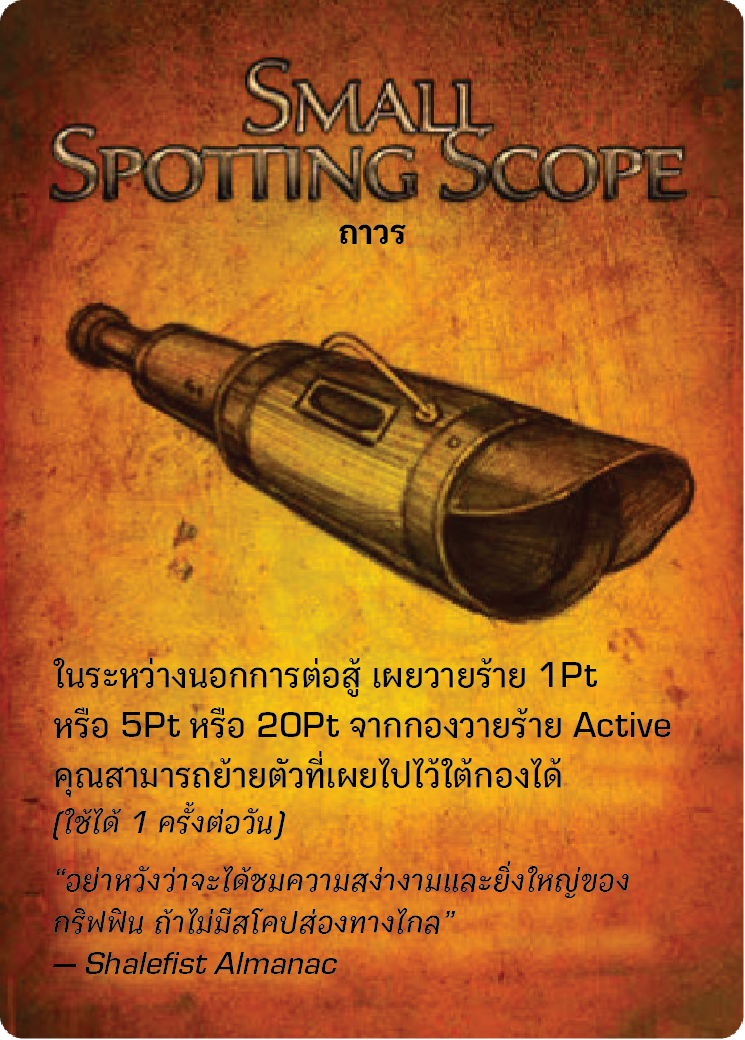 SMALL
SPOTTING SCOPE
ถาวร
ในระหว่างนอกการต่อสู้ เผยวายร้าย 1Pt
หรือ 5Pt หรือ 20Pt จากกองวายร้าย Active
คุณสามารถย้ายตัวที่เผยไปไว้ใต้กองได้
(ใช้ได้ 1 ครั้งต่อวัน)
“อย่าหวังว่าจะได้ชมความสง่างามและยิ่งใหญ่ของ
กริฟฟิน ถ้าไม่มีสโคปส่องทางไกล”
— Shalefist Almanac